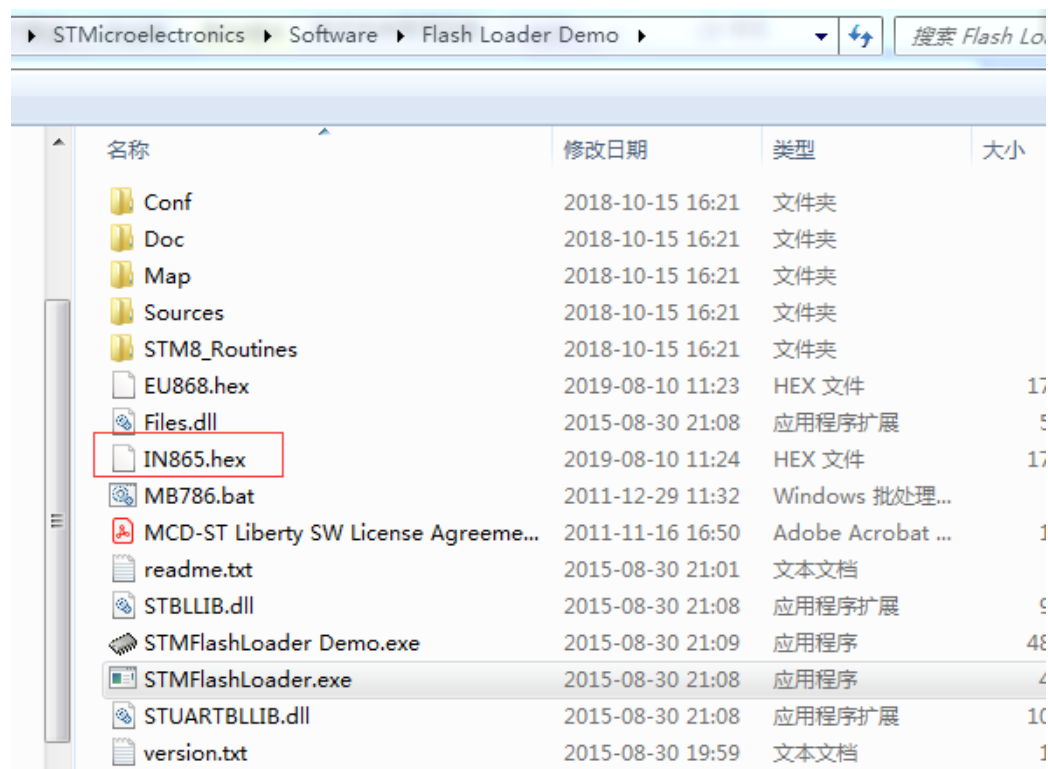 STMicroelectronics ▸ Software ▸ Flash Loader Demo ▸ 搜索 Flash
名称 修改日期 类型 大小
Conf 2018-10-15 16:21 文件夹
Doc 2018-10-15 16:21 文件夹
Map 2018-10-15 16:21 文件夹
Sources 2018-10-15 16:21 文件夹
STM8_Routines 2018-10-15 16:21 文件夹
EU868.hex 2019-08-10 11:23 HEX 文件 17
Files.dll 2015-08-30 21:08 应用程序扩展 5
IN865.hex 2019-08-10 11:24 HEX 文件 17
MB786.bat 2011-12-29 11:32 Windows 批处理...
MCD-ST Liberty SW License Agreeme... 2011-11-16 16:50 Adobe Acrobat ... 1
readme.txt 2015-08-30 21:01 文本文档
STBLLIB.dll 2015-08-30 21:08 应用程序扩展 9
STMFlashLoader Demo.exe 2015-08-30 21:09 应用程序 48
STMFlashLoader.exe 2015-08-30 21:08 应用程序 4
STUARTBLLIB.dll 2015-08-30 21:08 应用程序扩展 10
version.txt 2015-08-30 19:59 文本文档 1